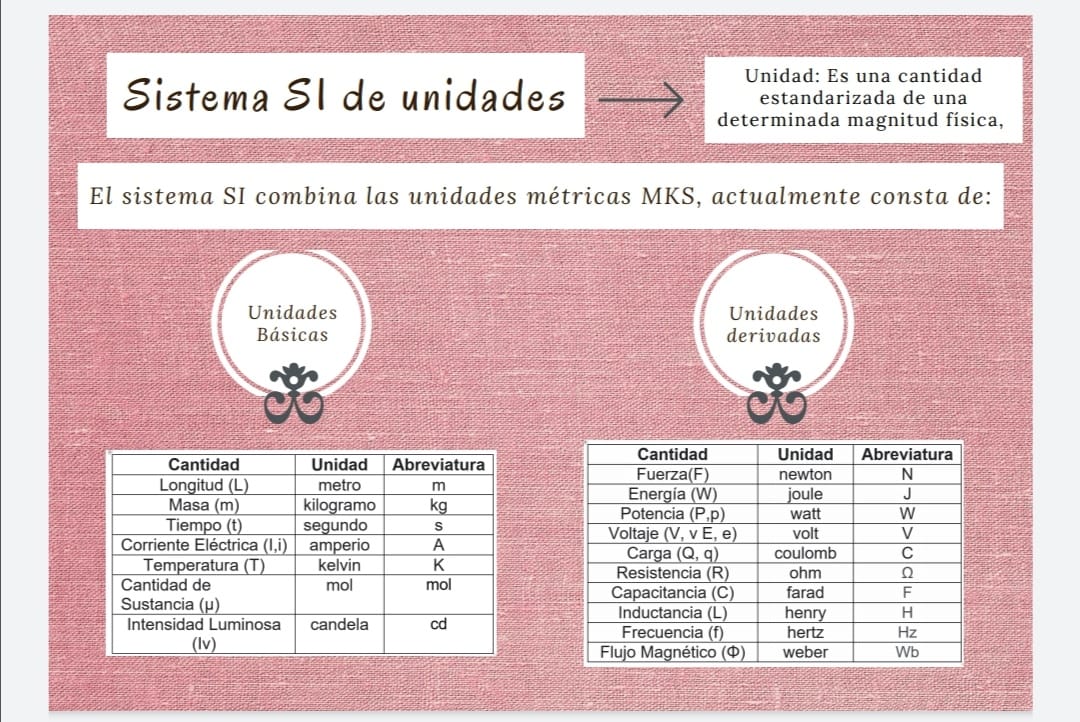 Sistema SI de unidades
Unidad: Es una cantidad
estandarizada de una
determinada magnitud física,
El sistema SI combina las unidades métricas MKS, actualmente consta de:
Unidades
Básicas
Unidades
derivadas
Cantidad Unidad Abreviatura
Longitud (L) metro m
Masa (m) kilogramo kg
Tiempo (t) segundo s
Corriente Eléctrica (I,i) amperio A
Temperatura (T) kelvin K
Cantidad de mol mol
Sustancia (μ)
Intensidad Luminosa candela cd
(Iv)
Cantidad Unidad Abreviatura
Fuerza(F) newton N
Energía (W) joule J
Potencia (P,p) watt W
Voltaje (V, v E, e) volt V
Carga (Q, q) coulomb C
Resistencia (R) ohm Ω
Capacitancia (C) farad F
Inductancia (L) henry H
Frecuencia (f) hertz Hz
Flujo Magnético (Φ) weber Wb